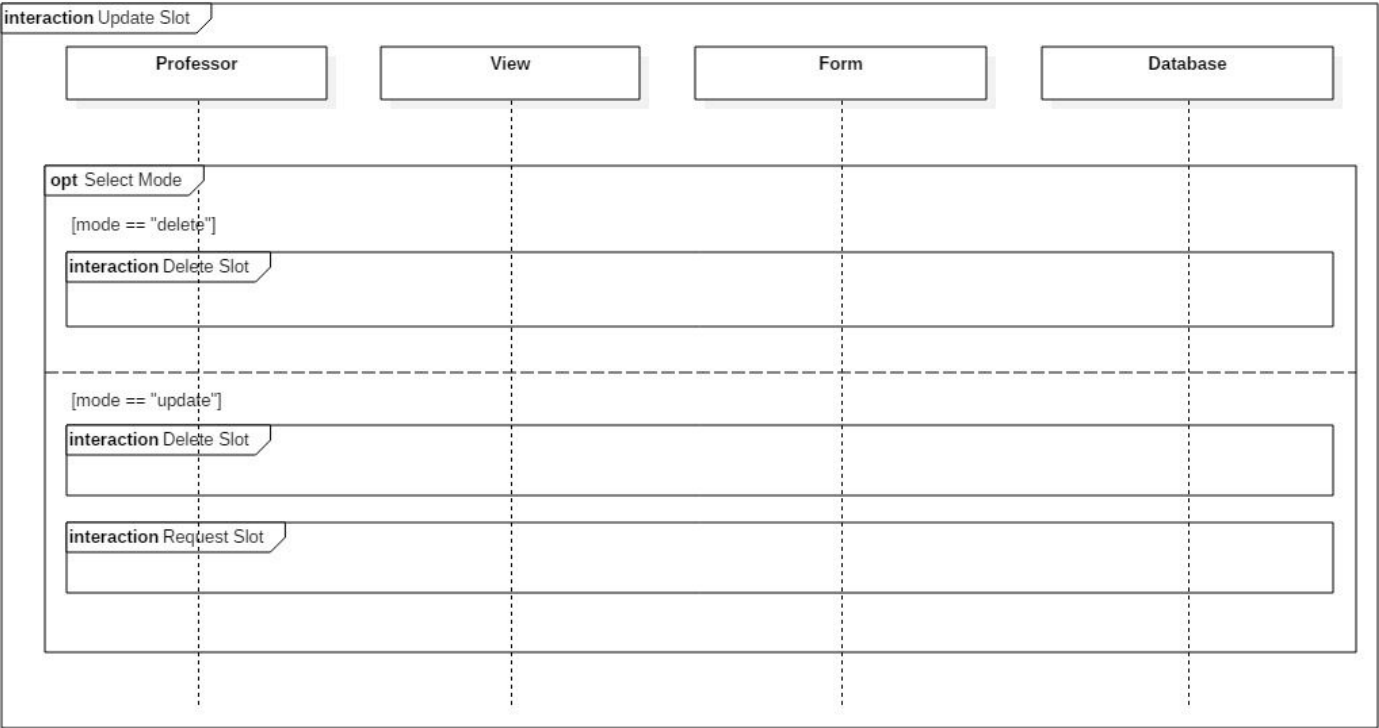 interaction Update Slot
Professor
View
Form
Database
opt Select Mode
[mode == "delete"]
interaction Delete Slot
[mode == "update"]
interaction Delete Slot
interaction Request Slot